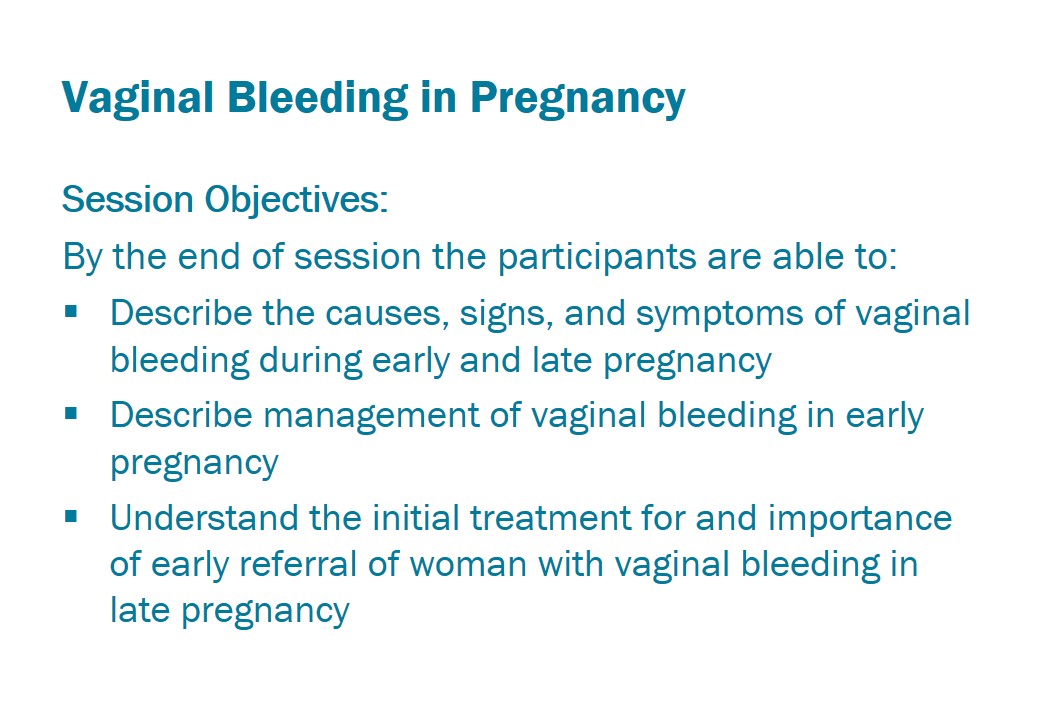 Vaginal Bleeding in Pregnancy
Session Objectives:
By the end of session the participants are able to:
▪ Describe the causes, signs, and symptoms of vaginal
bleeding during early and late pregnancy
▪ Describe management of vaginal bleeding in early
pregnancy
▪ Understand the initial treatment for and importance
of early referral of woman with vaginal bleeding in
late pregnancy